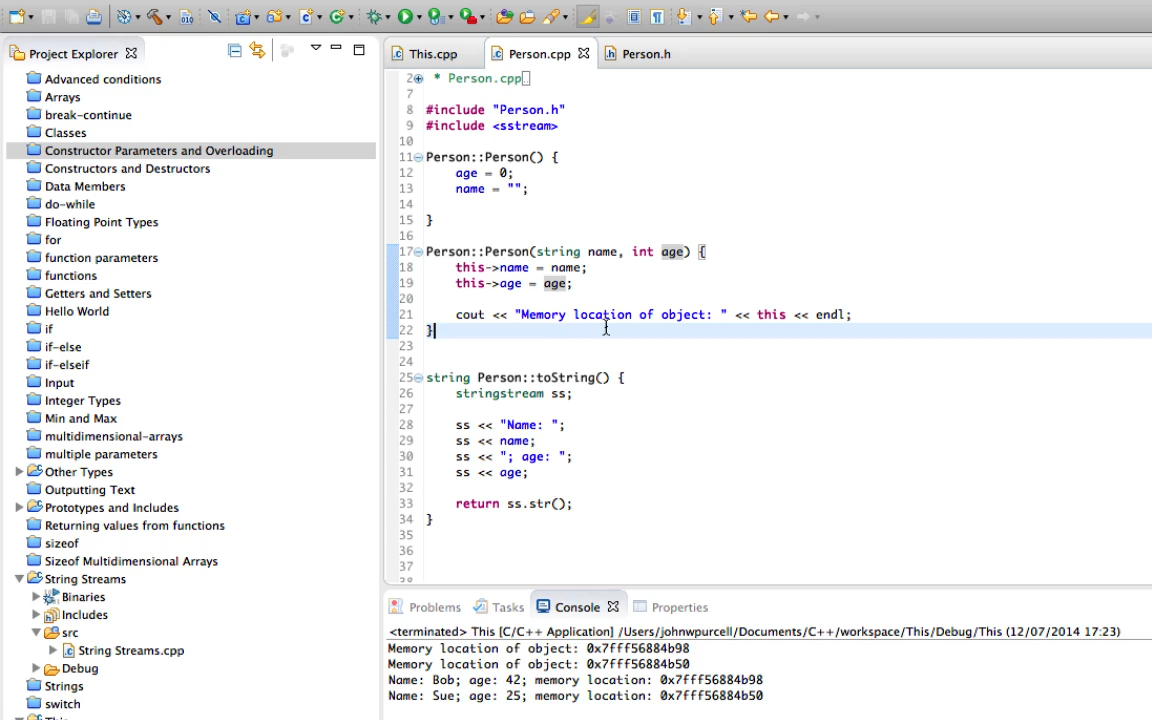 Project Explorer
Advanced conditions
Arrays
break-continue
Classes
Constructor Parameters and Overloading
Constructors and Destructors
Data Members
do-while
Floating Point Types
for
function parameters
functions
Getters and Setters
Hello World
if
if-else
if-elseif
Input
Integer Types
Min and Max
multidimensional-arrays
multiple parameters
Other Types
Outputting Text
Prototypes and Includes
Returning values from functions
sizeof
Sizeof Multidimensional Arrays
String Streams
Binaries
Includes
src
String Streams.cpp
Debug
Strings
switch
This.cpp Person.cpp Person.h
2 * Person.cpp
7
8 #include "Person.h"
9 #include <sstream>
10
11 Person::Person() {
12 age = 0;
13 name = "";
14
15 }
16
17 Person::Person(string name, int age) {
18 this->name = name;
19 this->age = age;
20
21 cout << "Memory location of object: " << this << endl;
22 }
23
24
25 string Person::toString() {
26 stringstream ss;
27
28 ss << "Name: ";
29 ss << name;
30 ss << "; age: ";
31 ss << age;
32
33 return ss.str();
34 }
35
36
37
Problems Tasks Console Properties
<terminated> This [C/C++ Application] /Users/johnwpurcell/Documents/C++/workspace/This/Debug/This (12/07/2014 17:23)
Memory location of object: 0x7fff56884b98
Memory location of object: 0x7fff56884b50
Name: Bob; age: 42; memory location: 0x7fff56884b98
Name: Sue; age: 25; memory location: 0x7fff56884b50